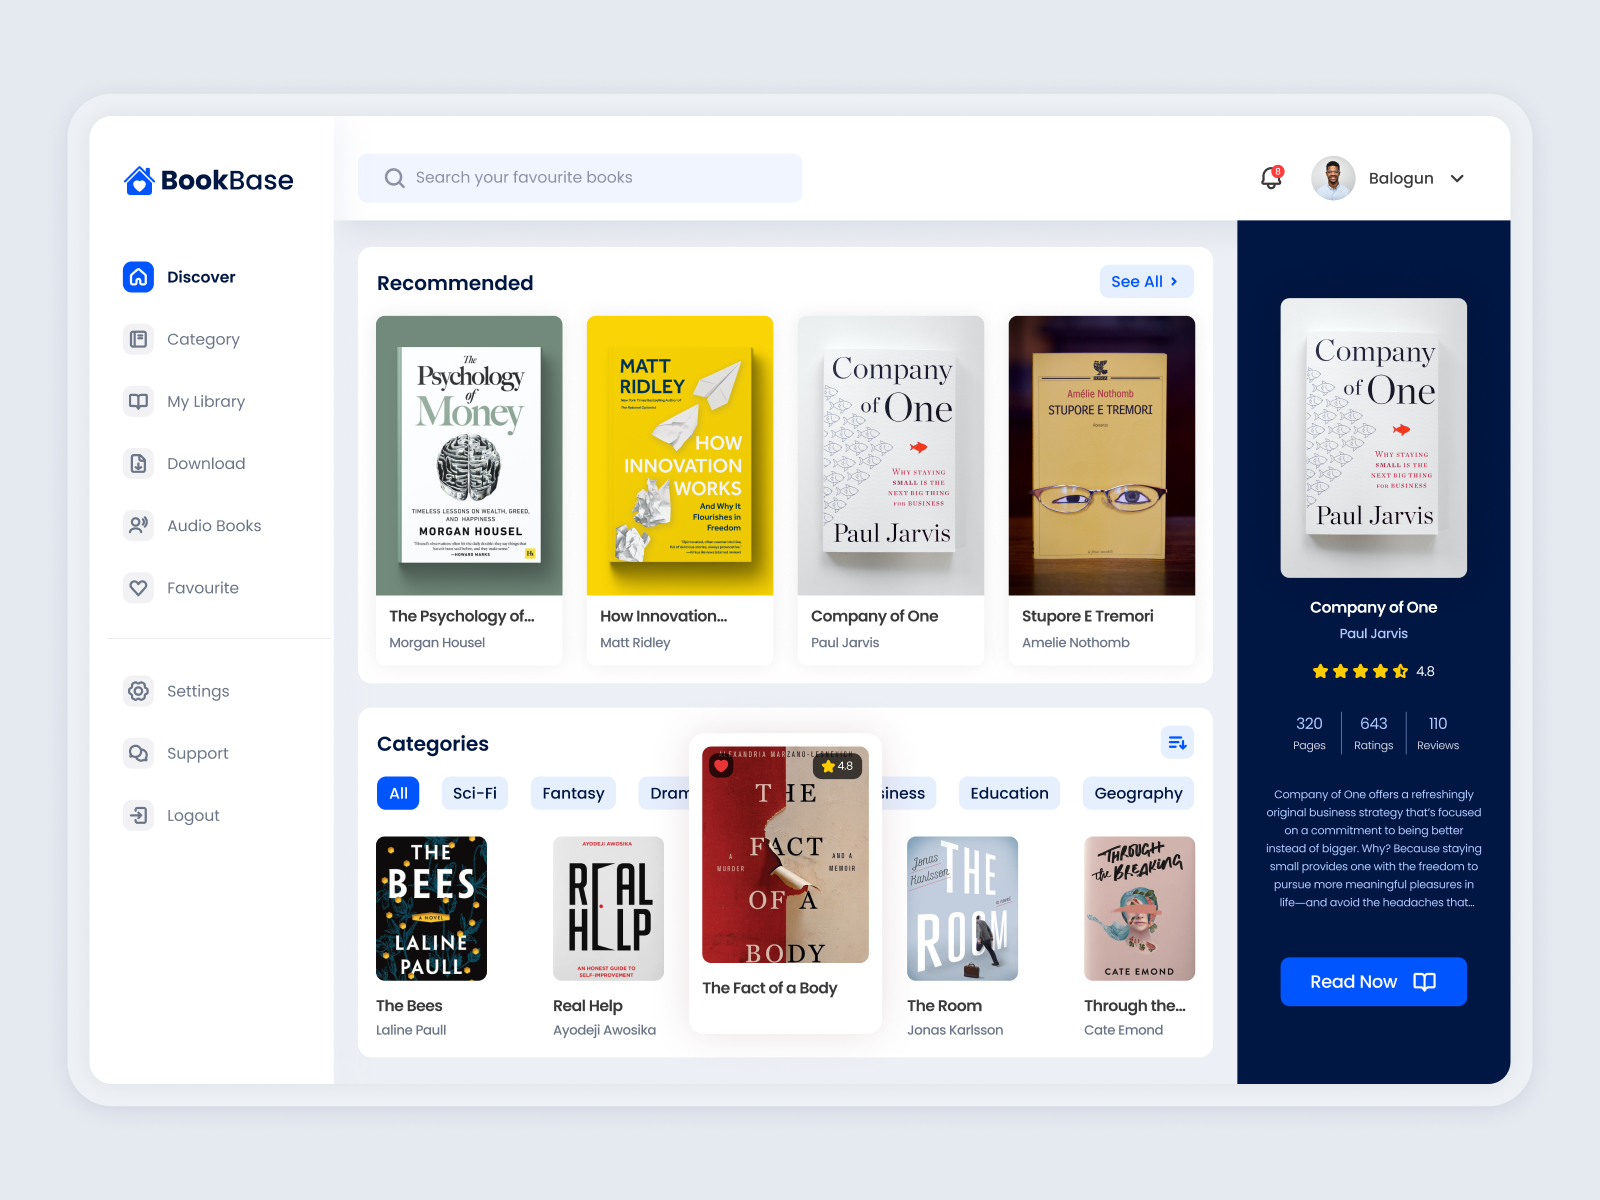 BookBase
Search your favourite books
8
Balogun
Discover
Category
My Library
Download
Audio Books
Favourite
Settings
Support
Logout
Recommended
See All
The
Psychology
of
Money
TIMELESS LESSONS ON WEALTH, GREED,
AND HAPPINESS
MORGAN HOUSEL
The Psychology of...
Morgan Housel
MATT
RIDLEY
HOW
INNOVATION
WORKS
And Why It
Flourishes in
Freedom
How Innovation...
Matt Ridley
Company
of One
WHY STAYING
SMALL IS THE
NEXT BIG THING
FOR BUSINESS
Paul Jarvis
Company of One
Paul Jarvis
Amélie Nothomb
STUPORE E TREMORI
Romanzo
Stupore E Tremori
Amelie Nothomb
Categories
All
Sci-Fi
Fantasy
Dram
siness
Education
Geography
THE
BEES
A NOVEL
LALINE
PAULL
The Bees
Laline Paull
AYODEJI AWOSIKA
REAL
HELP
AN HONEST GUIDE TO
SELF-IMPROVEMENT
Real Help
Ayodeji Awosika
ALEXANDRIA MARZANO-LESNEVICH
4.8
THE
FACT
A
MURDER
AND A
MEMOIR
OF A
BODY
The Fact of a Body
Jonas
Karlsson
THE
ROOM
The Room
Jonas Karlsson
THROUGH
the BREAKING
CATE EMOND
Through the...
Cate Emond
Company
of One
WHY STAYING
SMALL IS THE
NEXT BIG THING
FOR BUSINESS
Paul Jarvis
Company of One
Paul Jarvis
4.8
320
Pages
643
Ratings
110
Reviews
Company of One offers a refreshingly
original business strategy that's focused
on a commitment to being better
instead of bigger. Why? Because staying
small provides one with the freedom to
pursue more meaningful pleasures in
life—and avoid the headaches that...
Read Now